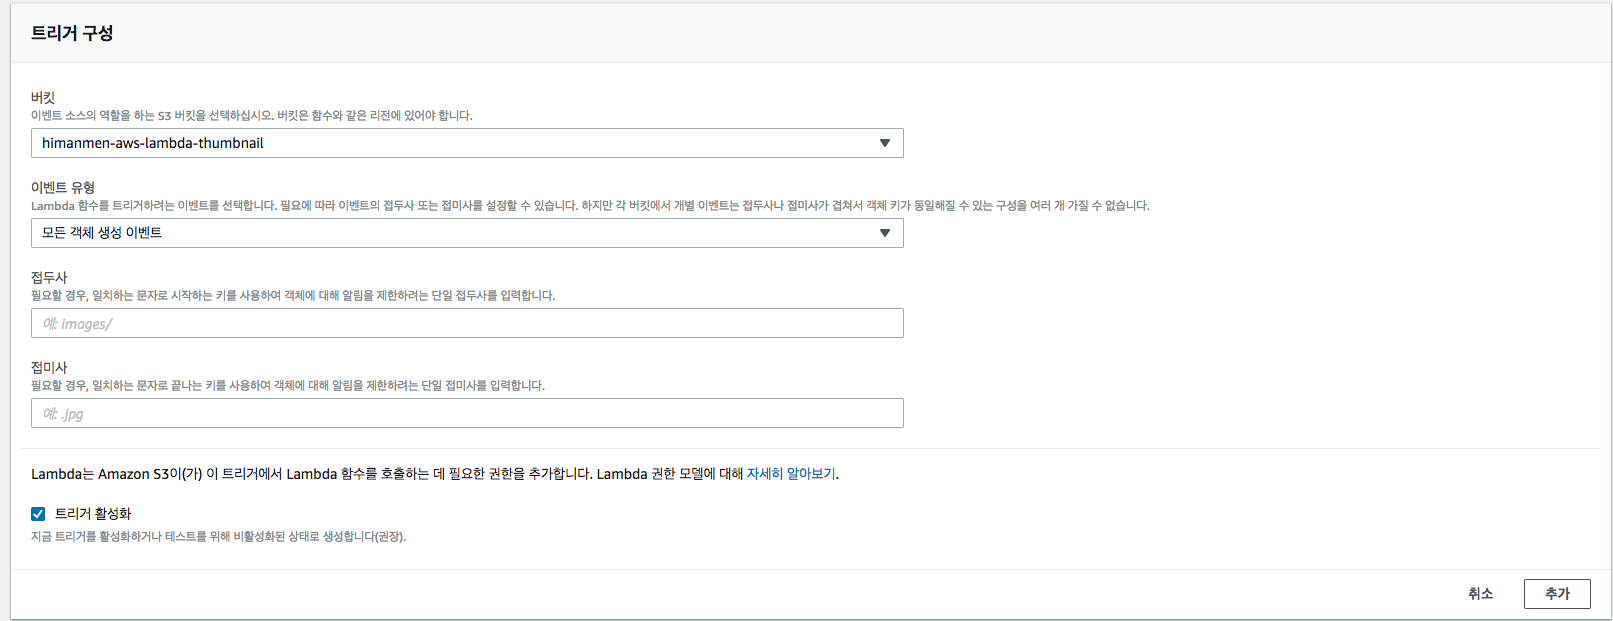 트리거 구성
버킷
이벤트 소스의 역할을 하는 S3 버킷을 선택하십시오. 버킷은 함수와 같은 리전에 있어야 합니다.
himanmen-aws-lambda-thumbnail
이벤트 유형
Lambda 함수를 트리거하려는 이벤트를 선택합니다. 필요에 따라 이벤트의 접두사 또는 접미사를 설정할 수 있습니다. 하지만 각 버킷에서 개별 이벤트는 접두사나 접미사가 겹쳐서 객체 키가 동일해질 수 있는 구성을 여러 개 가질 수 없습니다.
모든 객체 생성 이벤트
접두사
필요할 경우, 일치하는 문자로 시작하는 키를 사용하여 객체에 대해 알림을 제한하려는 단일 접두사를 입력합니다.
예: images/
접미사
필요할 경우, 일치하는 문자로 끝나는 키를 사용하여 객체에 대해 알림을 제한하려는 단일 접미사를 입력합니다.
예: .jpg
Lambda는 Amazon S3이(가) 이 트리거에서 Lambda 함수를 호출하는 데 필요한 권한을 추가합니다. Lambda 권한 모델에 대해 자세히 알아보기.
트리거 활성화
지금 트리거를 활성화하거나 테스트를 위해 비활성화된 상태로 생성합니다(권장).
취소
추가